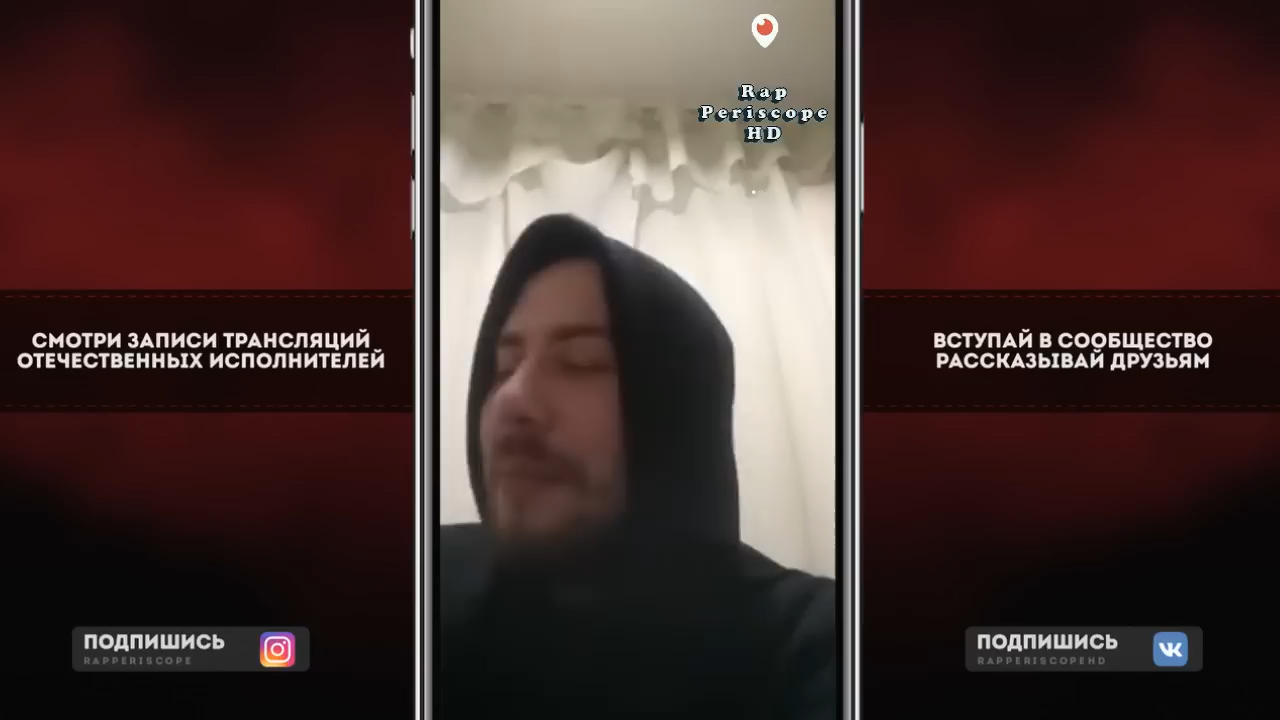 Rap
Periscope
HD
СМОТРИ ЗАПИСИ ТРАНСЛЯЦИЙ
ОТЕЧЕСТВЕННЫХ ИСПОЛНИТЕЛЕЙ
ВСТУПАЙ В СООБЩЕСТВО
РАССКАЗЫВАЙ ДРУЗЬЯМ
ПОДПИШИСЬ
RAPPERISCOPE
ПОДПИШИСЬ
RAPPERISCOPEHD